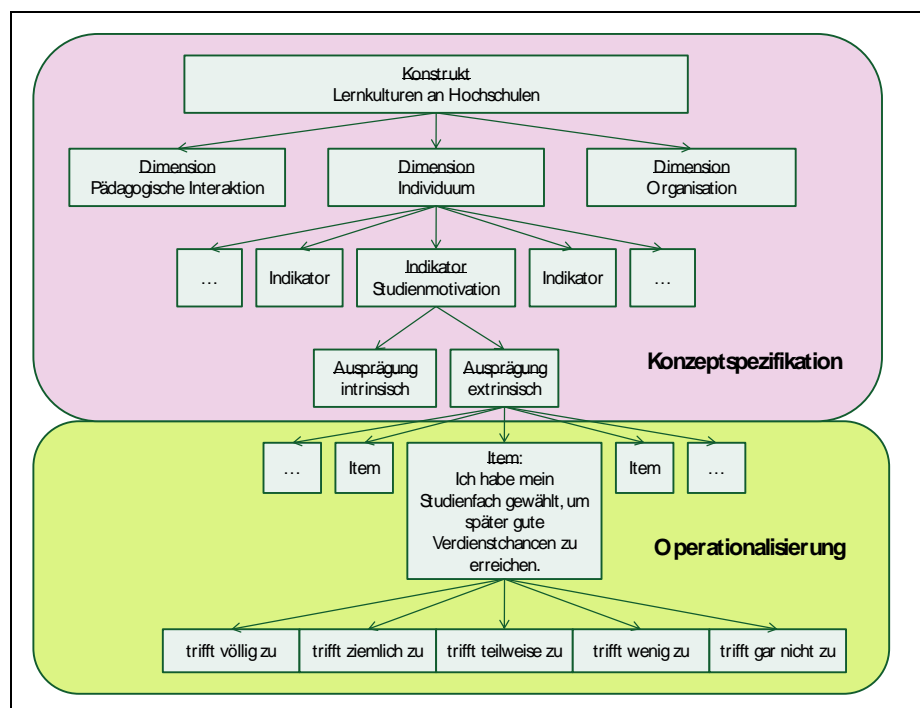 Konstrukt
Lernkulturen an Hochschulen
Dimension
Pädagogische Interaktion
Dimension
Individuum
Dimension
Organisation
…
Indikator
Indikator
Studienmotivation
Indikator
…
Ausprägung
intrinsisch
Ausprägung
extrinsisch
Konzeptspezifikation
…
Item
Item:
Ich habe mein
Studienfach gewählt, um
später gute
Verdienstchancen zu
erreichen.
Item
…
Operationalisierung
trifft völlig zu
trifft ziemlich zu
trifft teilweise zu
trifft wenig zu
trifft gar nicht zu